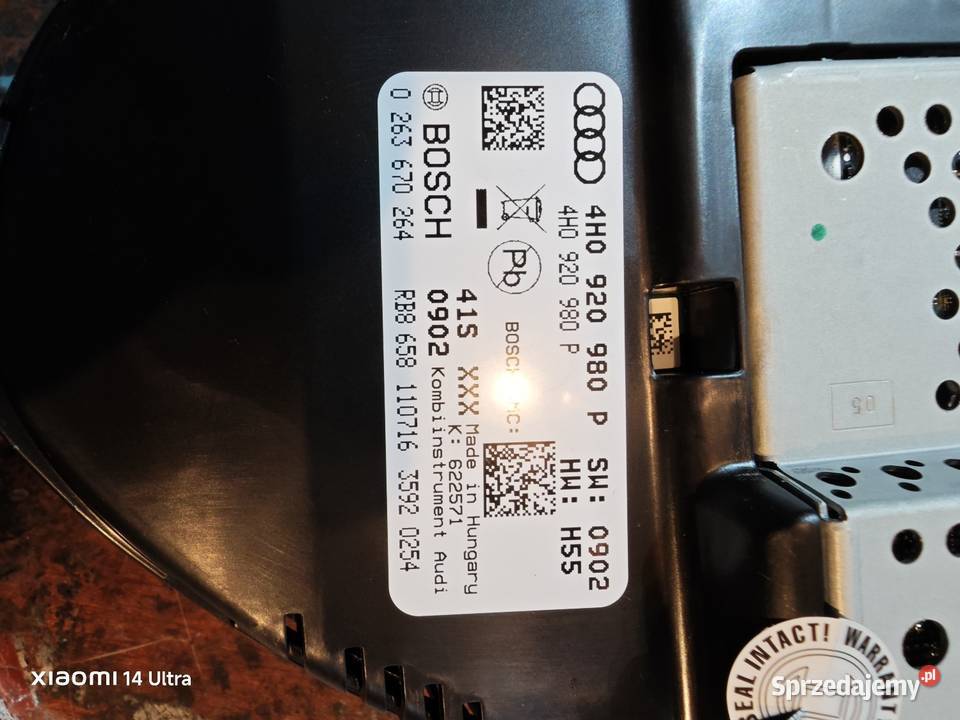 4H0 920 980 P SW: 0902
4H0 920 980 P HW: H55
Pb
BOSCH
C:
41S XXX Made in Hungary
K: 622571
0902 Kombiinstrument Audi
BOSCH
0 263 670 264 RB8 658 110716 3592 0254
05
SEAL INTACT! WARRANT
XIAOMI 14 Ultra
Sprzedajemy.pl